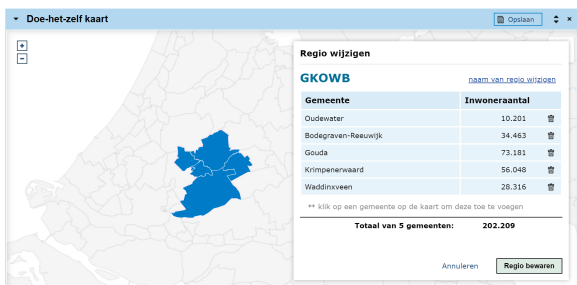 Doe-het-zelf kaart
Opslaan
×
+
−
Regio wijzigen
GKOWB
naam van regio wijzigen
Gemeente Inwoneraantal
Oudewater 10.201
Bodegraven-Reeuwijk 34.463
Gouda 73.181
Krimpenerwaard 56.048
Waddinxveen 28.316
** klik op een gemeente op de kaart om deze toe te voegen
Totaal van 5 gemeenten: 202.209
Annuleren
Regio bewaren